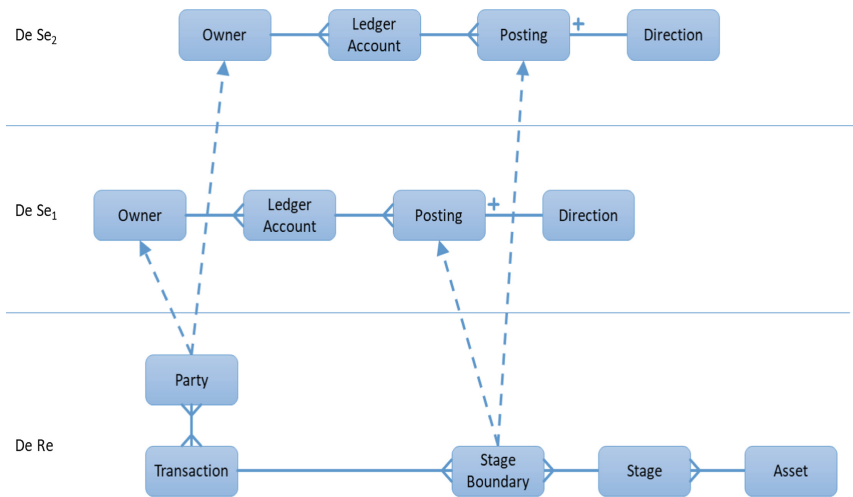 De Se2
Owner
Ledger
Account
Posting
+
Direction
De Se1
Owner
Ledger
Account
Posting
+
Direction
De Re
Party
Transaction
Stage
Boundary
Stage
Asset